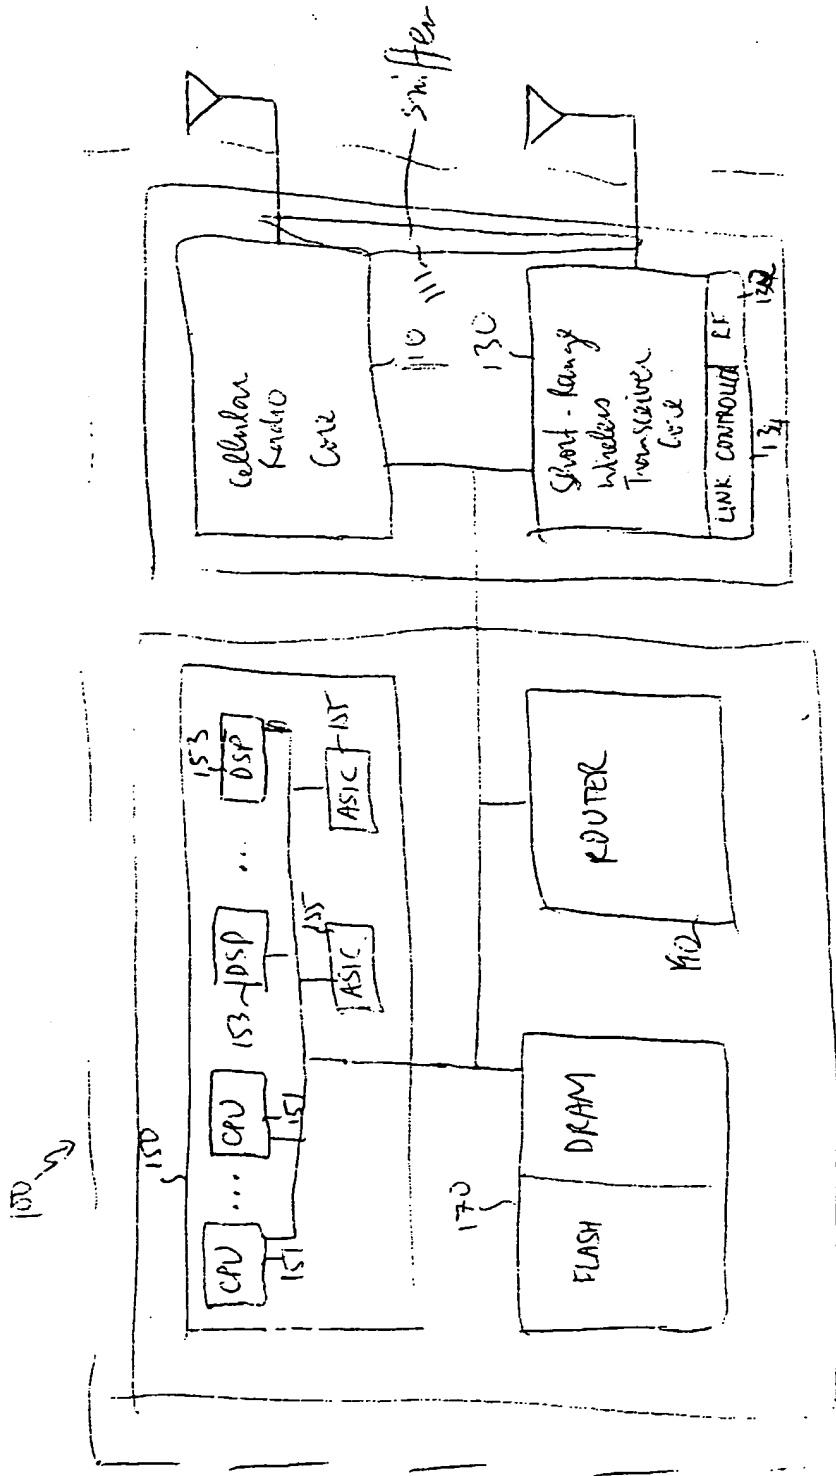 100
150
CPU
...
CPU
DSP
...
DSP
151
151
153
153
ASIC
ASIC
155
155
FLASH
DRAM
170
ROUTER
190
Cellular
Radio
Core
110
111
sniffer
Short-Range
Wireless
Transceiver
Core
130
LINK CONTROLLER
RF
134
132